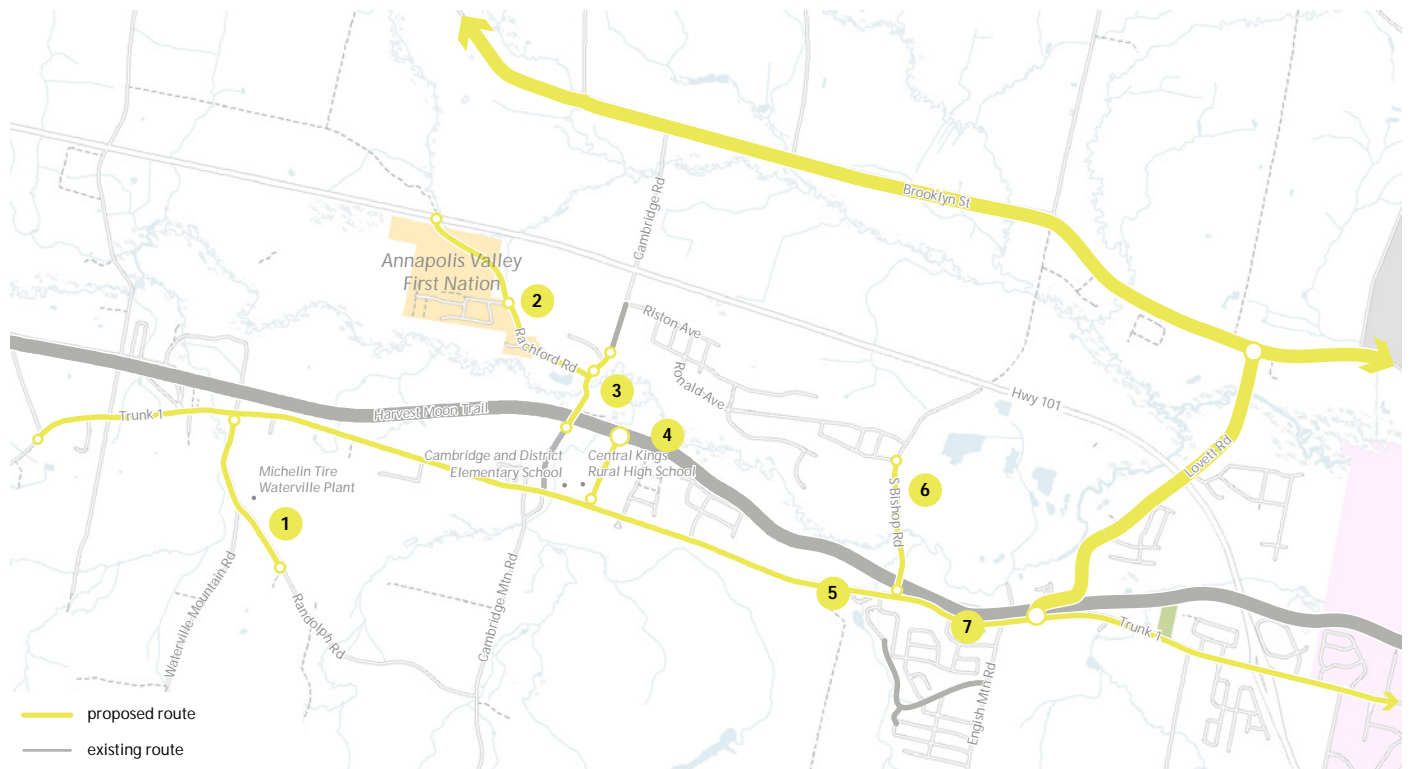 Brooklyn St
Cambridge Rd
Annapolis Valley
First Nation
2
Riston Ave
Rachford Rd
Ronald Ave
3
Hwy 101
Trunk 1
Harvest Moon Trail
4
Cambridge and District
Elementary School
Central Kings
Rural High School
Lovett Rd
Michelin Tire
Waterville Plant
6
S Bishop Rd
1
Waterville Mountain Rd
Randolph Rd
Cambridge Mtn Rd
5
7
Trunk 1
Engish Mtn Rd
proposed route
existing route